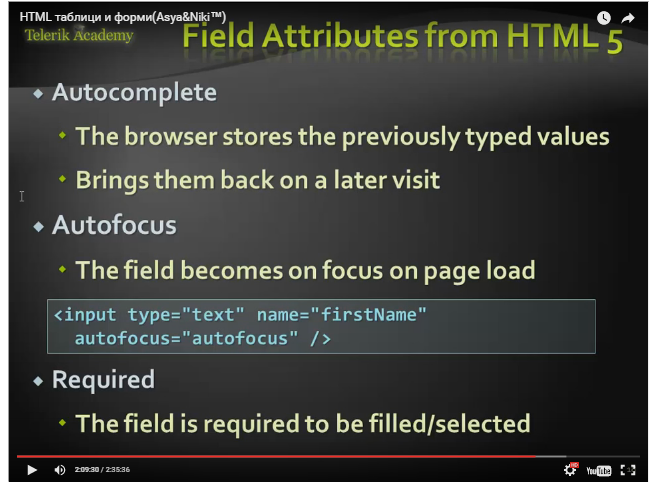 HTML таблици и форми(Asya&Niki™)
Telerik Academy
Field Attributes from HTML 5
Autocomplete
The browser stores the previously typed values
Brings them back on a later visit
Autofocus
The field becomes on focus on page load
<input type="text" name="firstName"
autofocus="autofocus" />
Required
The field is required to be filled/selected
2:09:30 / 2:35:36
HD
YouTube